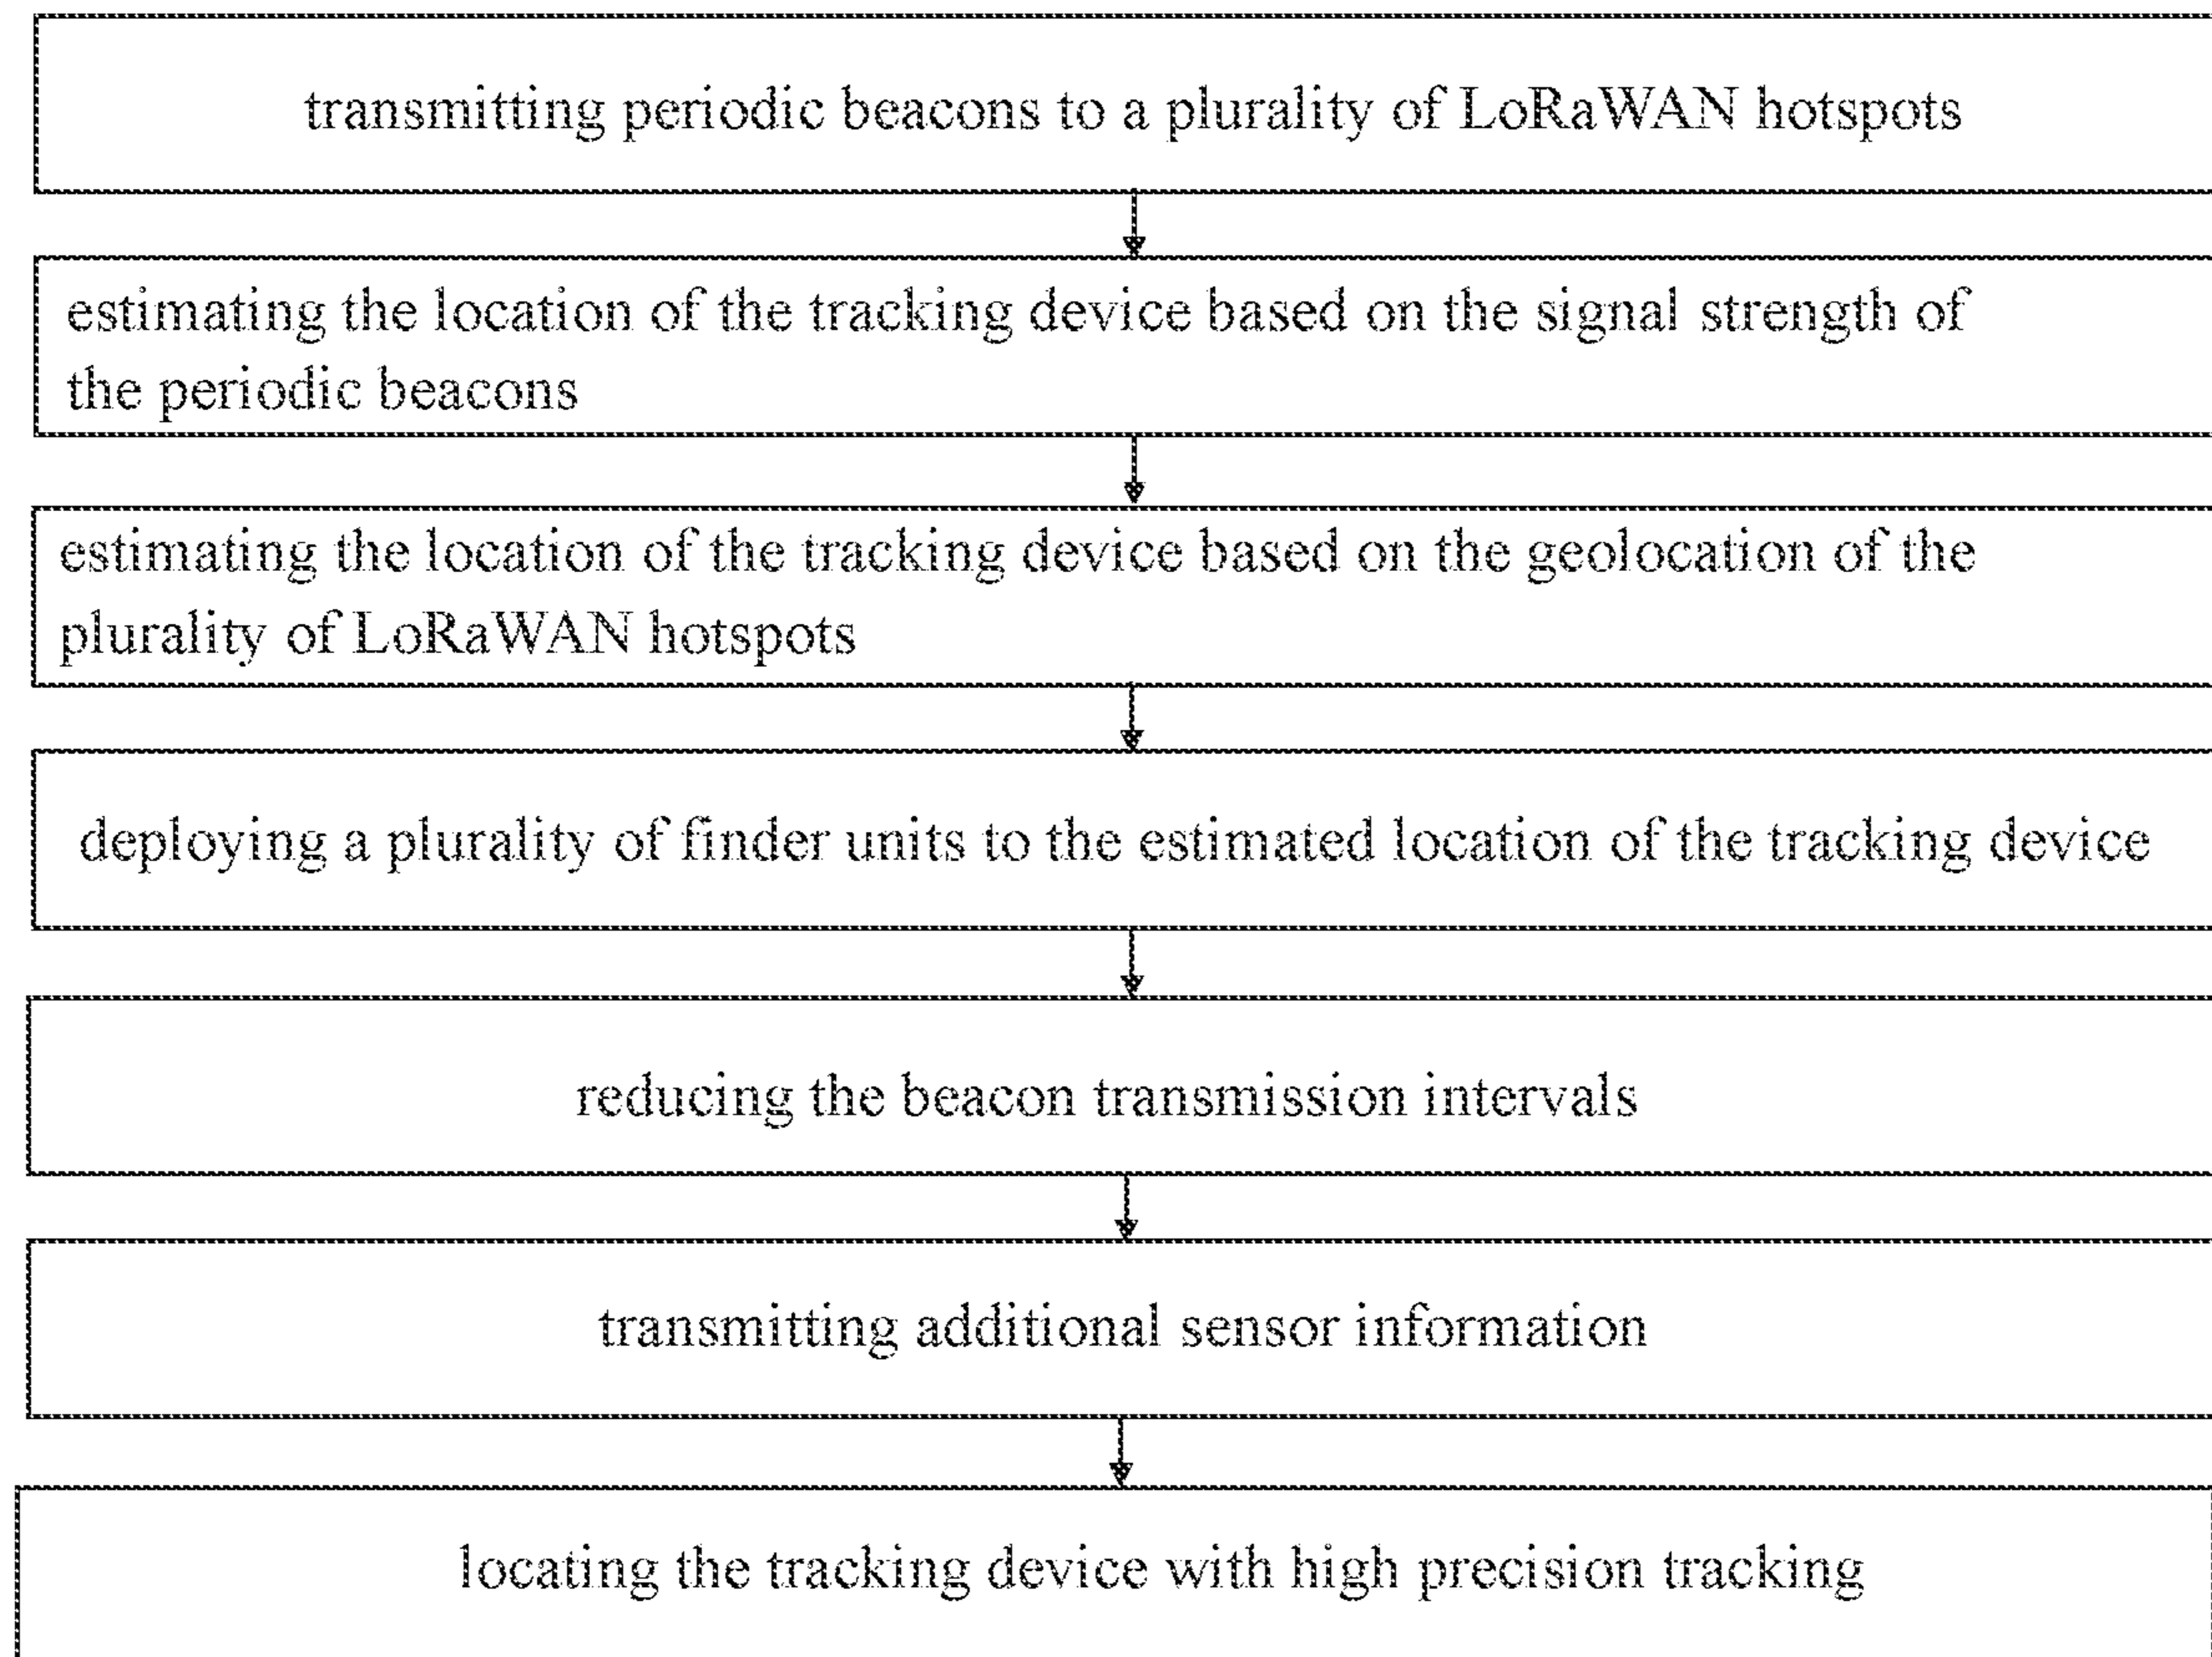 transmitting periodic beacons to a plurality of LoRaWAN hotspots
estimating the location of the tracking device based on the signal strength of
the periodic beacons
estimating the location of the tracking device based on the geolocation of the
plurality of LoRaWAN hotspots
deploying a plurality of finder units to the estimated location of the tracking device
reducing the beacon transmission intervals
transmitting additional sensor information
locating the tracking device with high precision tracking